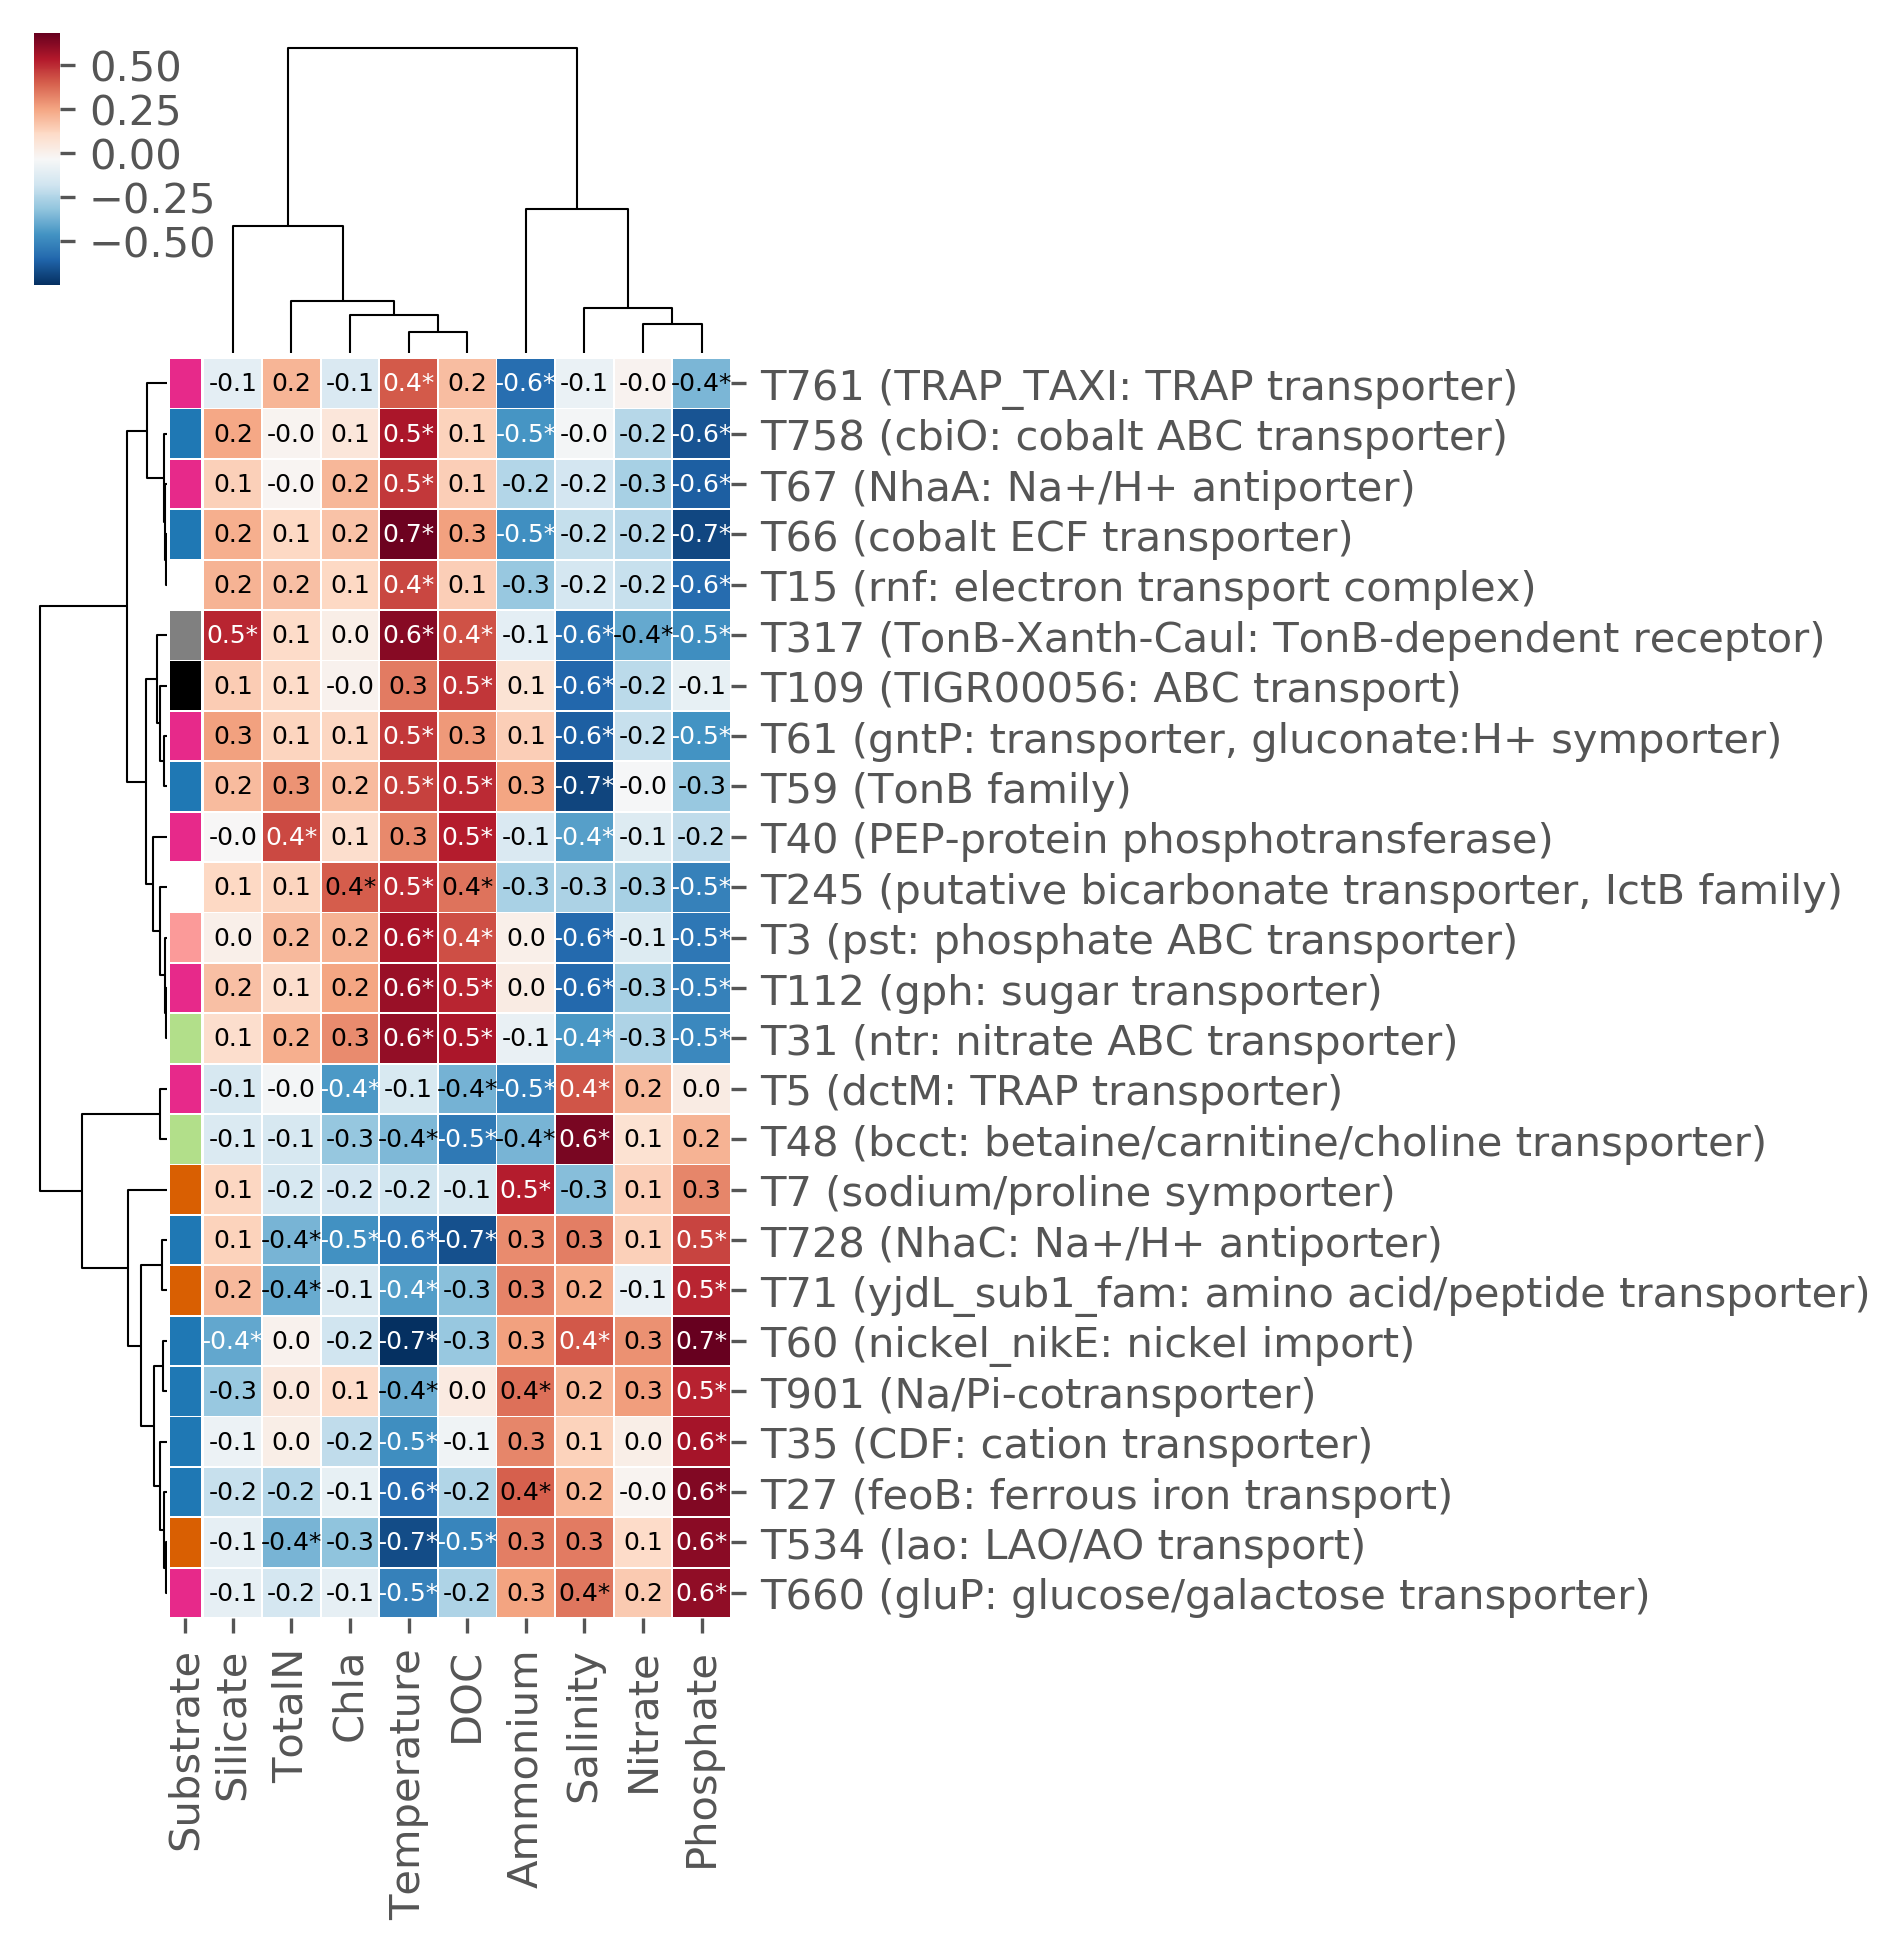 0.50
0.25
0.00
−0.25
−0.50
-0.1 0.2 -0.1 0.4* 0.2 -0.6* -0.1 -0.0 -0.4* T761 (TRAP_TAXI: TRAP transporter)
0.2 -0.0 0.1 0.5* 0.1 -0.5* -0.0 -0.2 -0.6* T758 (cbiO: cobalt ABC transporter)
0.1 -0.0 0.2 0.5* 0.1 -0.2 -0.2 -0.3 -0.6* T67 (NhaA: Na+/H+ antiporter)
0.2 0.1 0.2 0.7* 0.3 -0.5* -0.2 -0.2 -0.7* T66 (cobalt ECF transporter)
0.2 0.2 0.1 0.4* 0.1 -0.3 -0.2 -0.2 -0.6* T15 (rnf: electron transport complex)
0.5* 0.1 0.0 0.6* 0.4* -0.1 -0.6* -0.4* -0.5* T317 (TonB-Xanth-Caul: TonB-dependent receptor)
0.1 0.1 -0.0 0.3 0.5* 0.1 -0.6* -0.2 -0.1 T109 (TIGR00056: ABC transport)
0.3 0.1 0.1 0.5* 0.3 0.1 -0.6* -0.2 -0.5* T61 (gntP: transporter, gluconate:H+ symporter)
0.2 0.3 0.2 0.5* 0.5* 0.3 -0.7* -0.0 -0.3 T59 (TonB family)
-0.0 0.4* 0.1 0.3 0.5* -0.1 -0.4* -0.1 -0.2 T40 (PEP-protein phosphotransferase)
0.1 0.1 0.4* 0.5* 0.4* -0.3 -0.3 -0.3 -0.5* T245 (putative bicarbonate transporter, IctB family)
0.0 0.2 0.2 0.6* 0.4* 0.0 -0.6* -0.1 -0.5* T3 (pst: phosphate ABC transporter)
0.2 0.1 0.2 0.6* 0.5* 0.0 -0.6* -0.3 -0.5* T112 (gph: sugar transporter)
0.1 0.2 0.3 0.6* 0.5* -0.1 -0.4* -0.3 -0.5* T31 (ntr: nitrate ABC transporter)
-0.1 -0.0 -0.4* -0.1 -0.4* -0.5* 0.4* 0.2 0.0 T5 (dctM: TRAP transporter)
-0.1 -0.1 -0.3 -0.4* -0.5* -0.4* 0.6* 0.1 0.2 T48 (bcct: betaine/carnitine/choline transporter)
0.1 -0.2 -0.2 -0.2 -0.1 0.5* -0.3 0.1 0.3 T7 (sodium/proline symporter)
0.1 -0.4* -0.5* -0.6* -0.7* 0.3 0.3 0.1 0.5* T728 (NhaC: Na+/H+ antiporter)
0.2 -0.4* -0.1 -0.4* -0.3 0.3 0.2 -0.1 0.5* T71 (yjdL_sub1_fam: amino acid/peptide transporter)
-0.4* 0.0 -0.2 -0.7* -0.3 0.3 0.4* 0.3 0.7* T60 (nickel_nikE: nickel import)
-0.3 0.0 0.1 -0.4* 0.0 0.4* 0.2 0.3 0.5* T901 (Na/Pi-cotransporter)
-0.1 0.0 -0.2 -0.5* -0.1 0.3 0.1 0.0 0.6* T35 (CDF: cation transporter)
-0.2 -0.2 -0.1 -0.6* -0.2 0.4* 0.2 -0.0 0.6* T27 (feoB: ferrous iron transport)
-0.1 -0.4* -0.3 -0.7* -0.5* 0.3 0.3 0.1 0.6* T534 (lao: LAO/AO transport)
-0.1 -0.2 -0.1 -0.5* -0.2 0.3 0.4* 0.2 0.6* T660 (gluP: glucose/galactose transporter)
Substrate
Silicate
TotalN
Chla
Temperature
DOC
Ammonium
Salinity
Nitrate
Phosphate